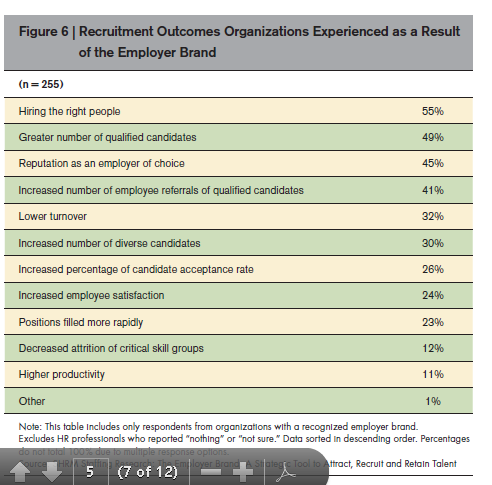 Figure 6 | Recruitment Outcomes Organizations Experienced as a Result
of the Employer Brand
(n = 255)
Hiring the right people 55%
Greater number of qualified candidates 49%
Reputation as an employer of choice 45%
Increased number of employee referrals of qualified candidates 41%
Lower turnover 32%
Increased number of diverse candidates 30%
Increased percentage of candidate acceptance rate 26%
Increased employee satisfaction 24%
Positions filled more rapidly 23%
Decreased attrition of critical skill groups 12%
Higher productivity 11%
Other 1%
Note: This table includes only respondents from organizations with a recognized employer brand.
Excludes HR professionals who reported "nothing" or "not sure." Data sorted in descending order. Percentages
do not total 100% due to multiple response options.
Employer Brand: A Strategic Tool to Attract, Recruit and Retain Talent
5 (7 of 12)